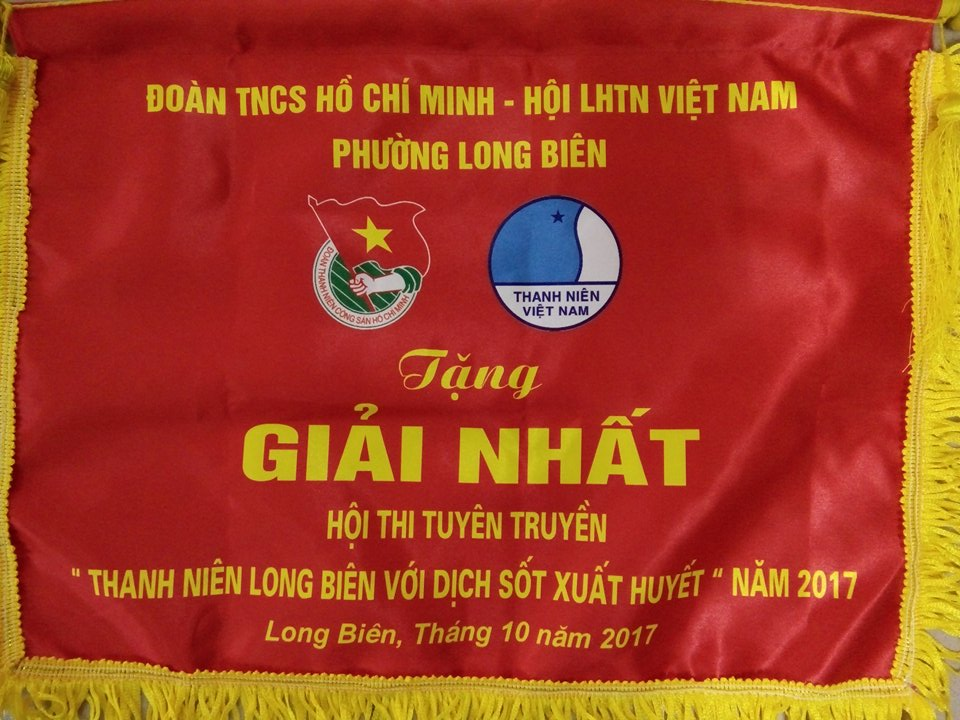 ĐOÀN TNCS HỒ CHÍ MINH - HỘI LHTN VIỆT NAM
PHƯỜNG LONG BIÊN
ĐOÀN THANH NIÊN CỘNG SẢN HỒ CHÍ MINH
THANH NIÊN
VIỆT NAM
Tặng
GIẢI NHẤT
HỘI THI TUYÊN TRUYỀN
" THANH NIÊN LONG BIÊN VỚI DỊCH SỐT XUẤT HUYẾT " NĂM 2017
Long Biên, Tháng 10 năm 2017